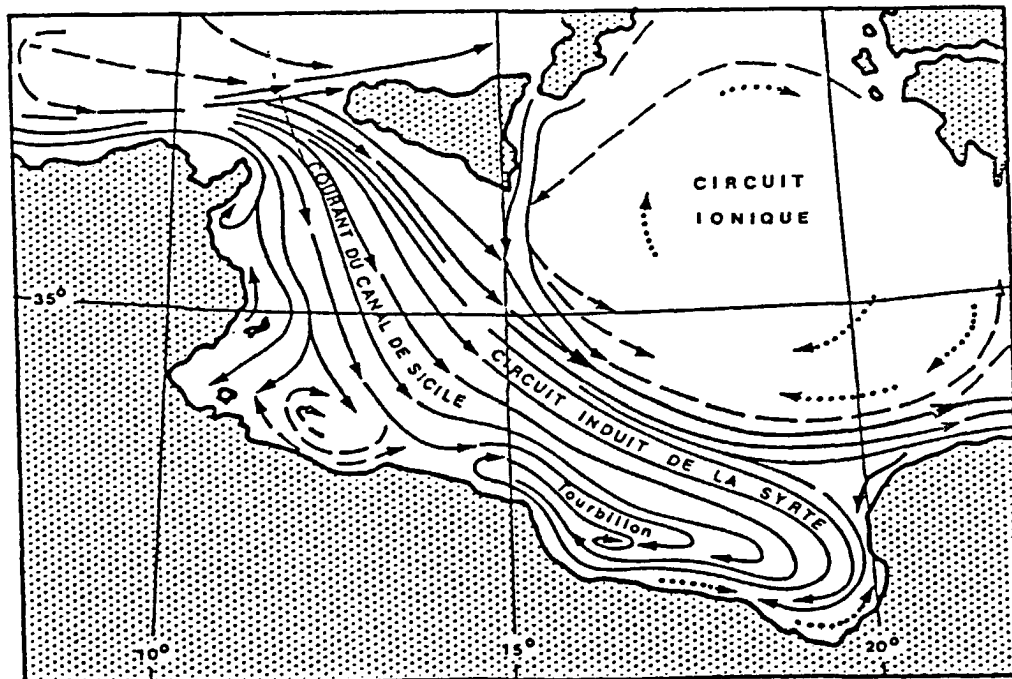 CIRCUIT
IONIQUE
COURANT DU CANAL DE SICILE
35°
CIRCUIT INDUIT DE LA SYRTE
Tourbillon
10°
15°
20°